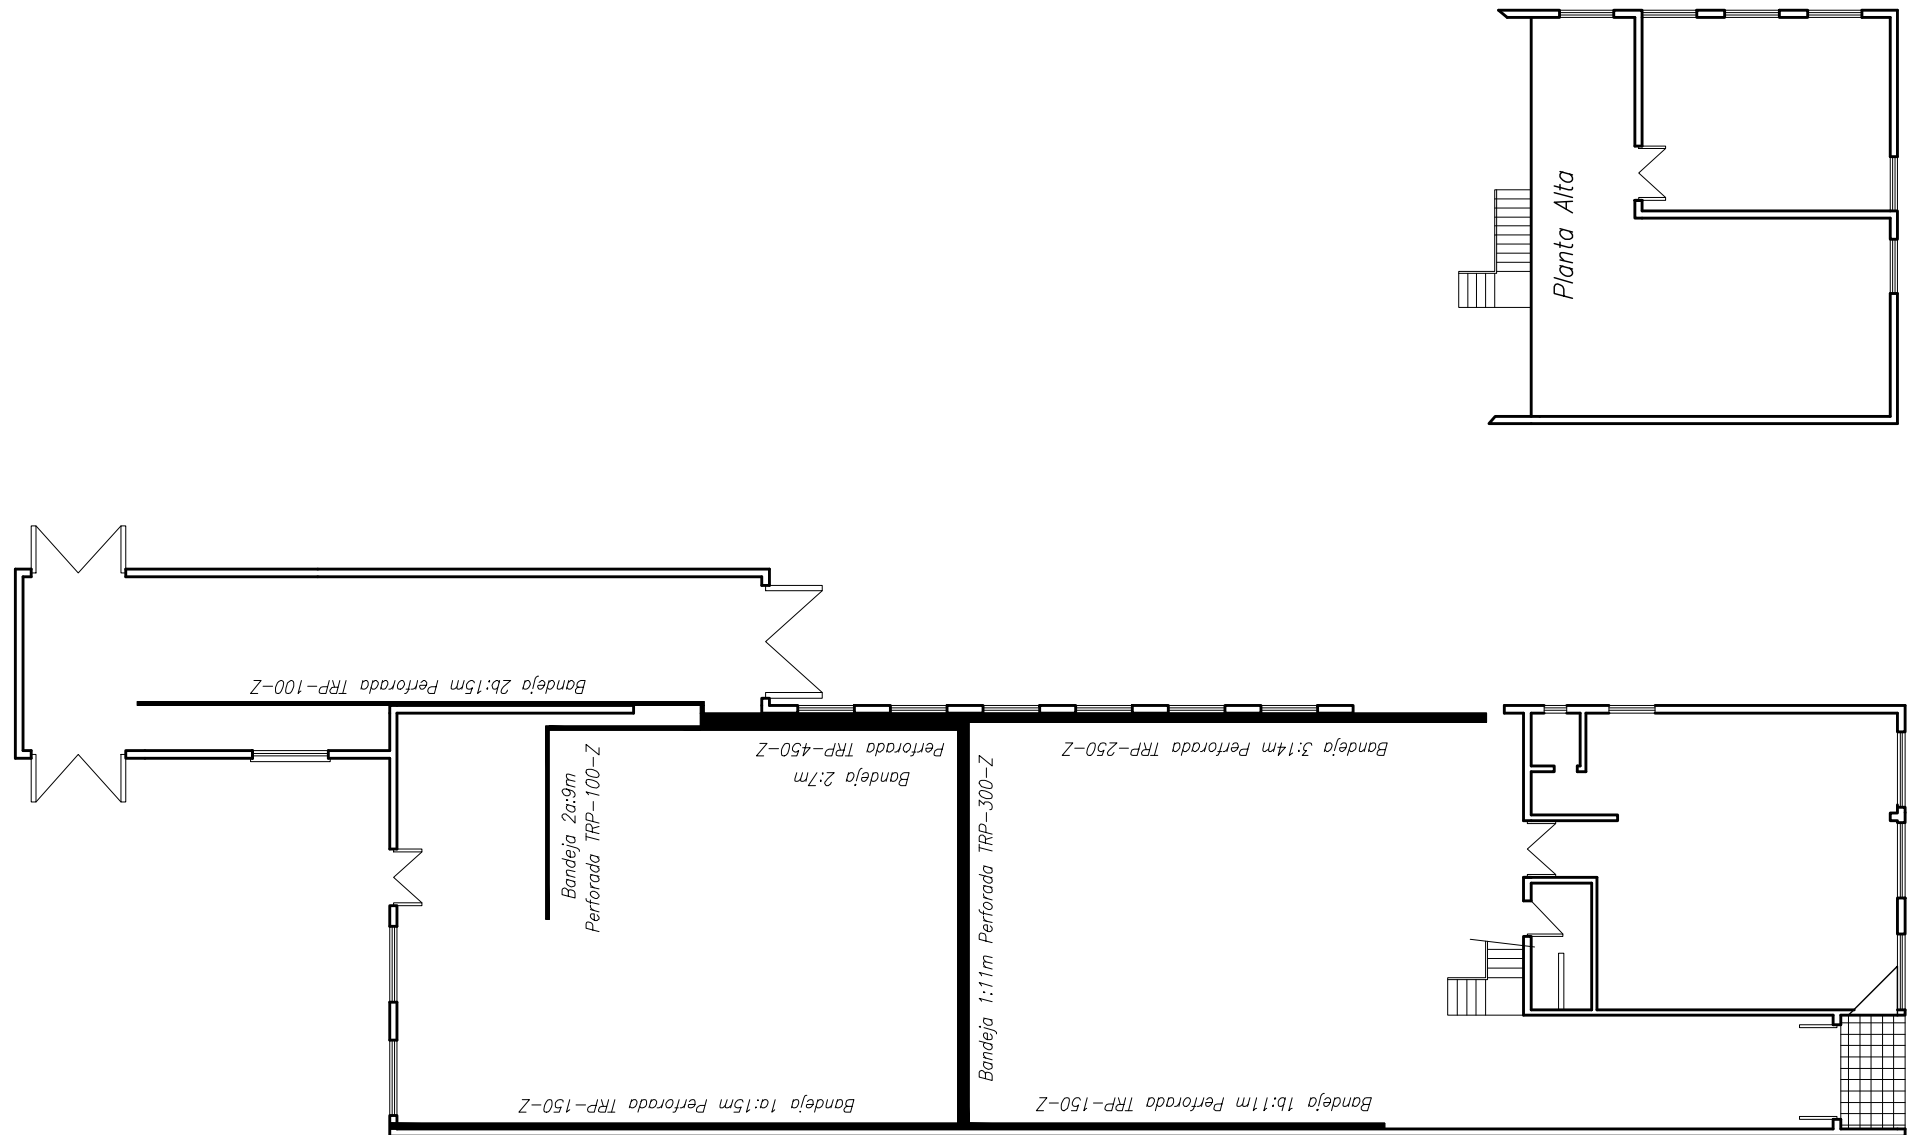 Planta Alta
Bandeja 2b:15m Perforada TRP-100-Z
Bandeja 2a:9m
Perforada TRP-100-Z
Bandeja 2:7m
Perforada TRP-450-Z
Bandeja 3:14m Perforada TRP-250-Z
Bandeja 1:11m Perforada TRP-300-Z
Bandeja 1a:15m Perforada TRP-150-Z
Bandeja 1b:11m Perforada TRP-150-Z